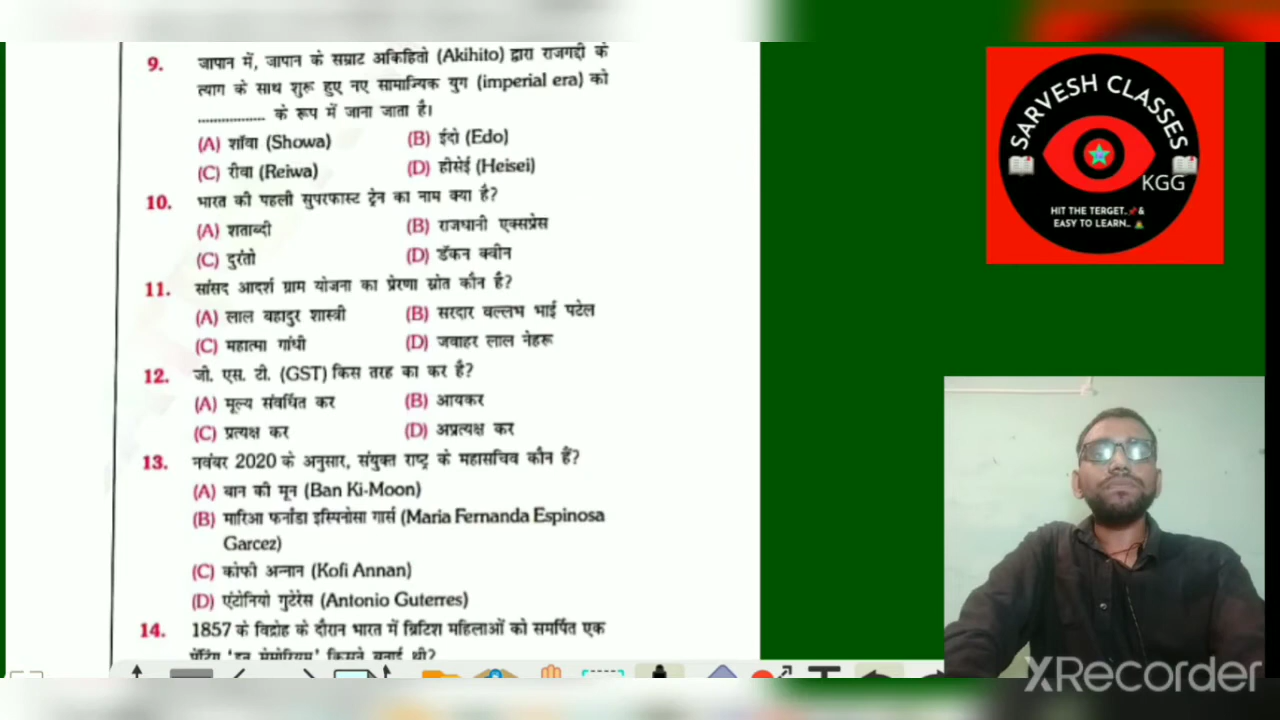 9. जापान में, जापान के सम्राट अकिहितो (Akihito) द्वारा राजगद्दी के
त्याग के साथ शुरू हुए नए सामाज्यिक युग (imperial era) को
................. के रूप में जाना जाता है।
(A) शॉवा (Showa) (B) ईदो (Edo)
(C) रीवा (Reiwa) (D) हीसेई (Heisei)
10. भारत की पहली सुपरफास्ट ट्रेन का नाम क्या है?
(A) शताब्दी (B) राजधानी एक्सप्रेस
(C) दुरंतो (D) डॅकन क्वीन
11. सांसद आदर्श ग्राम योजना का प्रेरणा स्रोत कौन है?
(A) लाल बहादुर शास्त्री (B) सरदार वल्लभ भाई पटेल
(C) महात्मा गांधी (D) जवाहर लाल नेहरू
12. जी. एस. टी. (GST) किस तरह का कर है?
(A) मूल्य संवर्धित कर (B) आयकर
(C) प्रत्यक्ष कर (D) अप्रत्यक्ष कर
13. नवंबर 2020 के अनुसार, संयुक्त राष्ट्र के महासचिव कौन हैं?
(A) बान की मून (Ban Ki-Moon)
(B) मारिआ फर्नांडा इस्पिनोसा गार्स (Maria Fernanda Espinosa
Garcez)
(C) कोफी अन्नान (Kofi Annan)
(D) एंटोनियो गुटेरेस (Antonio Guterres)
14. 1857 के विद्रोह के दौरान भारत में ब्रिटिश महिलाओं को समर्पित एक
पेंटिंग 'इन मेमोरियम' किसने बनाई थी?
SARVESH CLASSES
KGG
HIT THE TERGET..&
EASY TO LEARN..
XRecorder